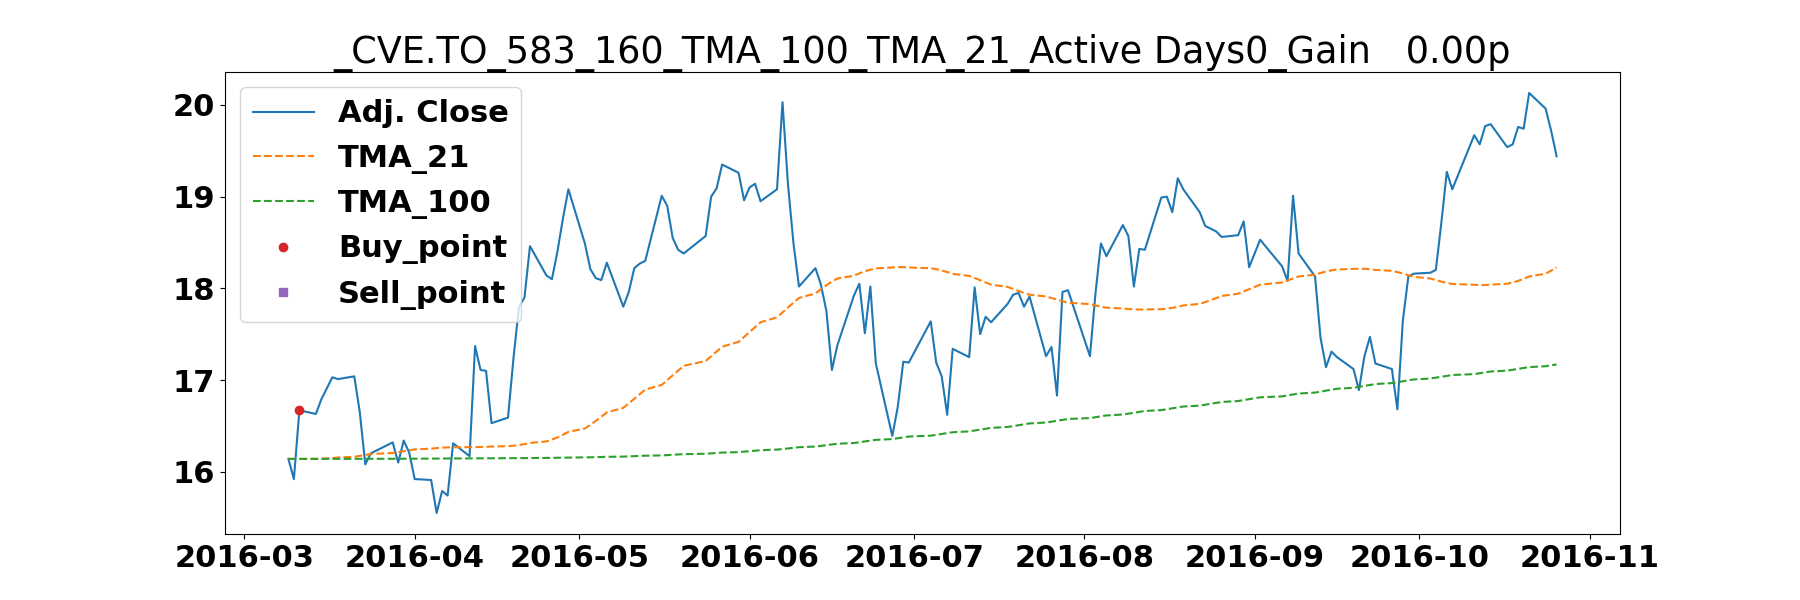 _CVE.TO_583_160_TMA_100_TMA_21_Active Days0_Gain   0.00p
Adj. Close
TMA_21
TMA_100
Buy_point
Sell_point
20
19
18
17
16
2016-03 2016-04 2016-05 2016-06 2016-07 2016-08 2016-09 2016-10 2016-11